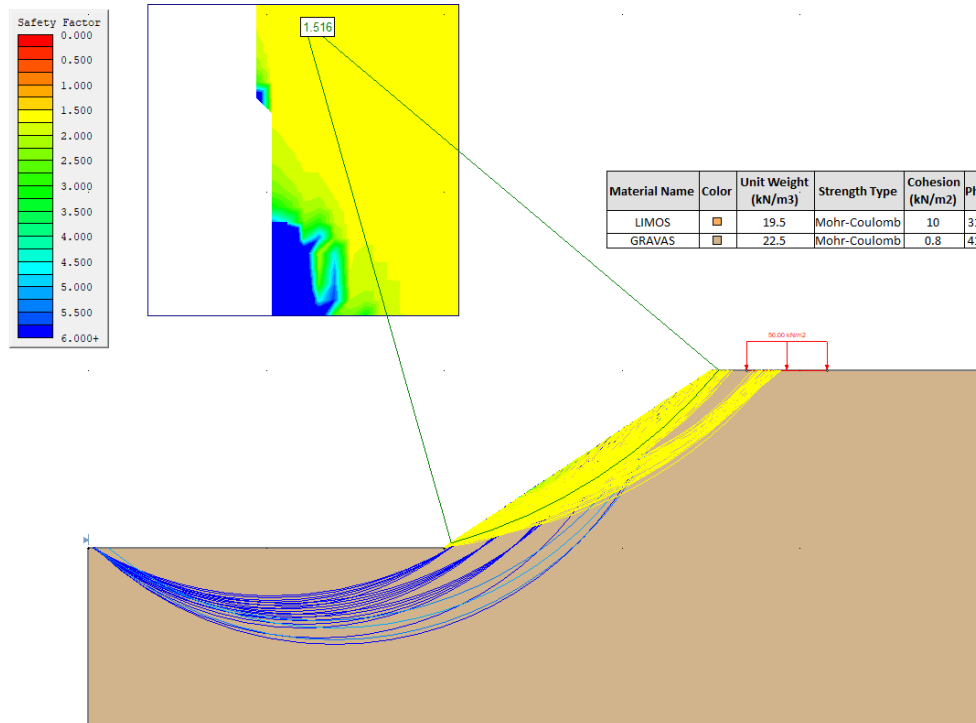 Safety Factor
0.000
0.500
1.000
1.500
2.000
2.500
3.000
3.500
4.000
4.500
5.000
5.500
6.000+
1.516
Material Name Color Unit Weight (kN/m3) Strength Type Cohesion (kN/m2) Ph
LIMOS 19.5 Mohr-Coulomb 10
GRAVAS 22.5 Mohr-Coulomb 0.8
50.00 kN/m2